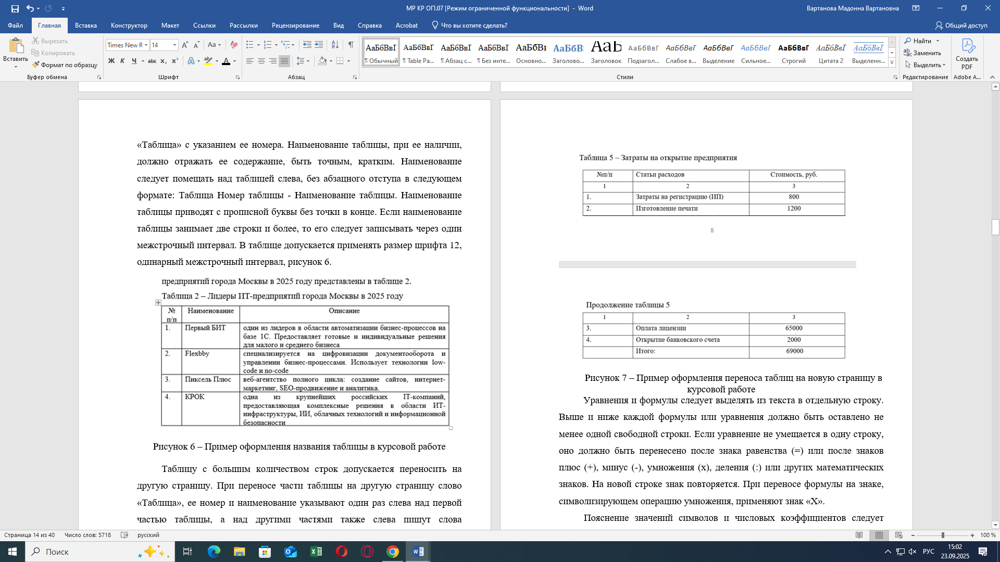 МР КР ОП.07 [Режим ограниченной функциональности] - Word
Вартанова Мадонна Вартановна
Файл Главная Вставка Конструктор Макет Ссылки Рассылки Рецензирование Вид Справка Acrobat Что вы хотите сделать? Общий доступ
Вставить
Вырезать
Копировать
Формат по образцу
Буфер обмена
Times New R 14
Ж К Ч abc x₂ x²
Шрифт
Абзац
АаБбВвІ АаБбВвГ АаБбВвІ АаБбВвІ АаБбВв АаБбВ АаЬ АаБбВвГ АаБбВвГ АаБбВвГ АаБбВвГ АаБбВвГ АаБбВвГ АаБбВвІ
¶ Обычный ¶ Table Pa... ¶ Абзац с... ¶ Без инте... Основно... Заголово... Заголовок Подзагол... Слабое в... Выделение Сильное... Строгий Цитата 2 Выделенн...
Стили
Найти
Заменить
Выделить
Редактирование
Создать PDF
Adobe A...
«Таблица» с указанием ее номера. Наименование таблицы, при ее наличии,
должно отражать ее содержание, быть точным, кратким. Наименование
следует помещать над таблицей слева, без абзацного отступа в следующем
формате: Таблица Номер таблицы - Наименование таблицы. Наименование
таблицы приводят с прописной буквы без точки в конце. Если наименование
таблицы занимает две строки и более, то его следует записывать через один
межстрочный интервал. В таблице допускается применять размер шрифта 12,
одинарный межстрочный интервал, рисунок 6.
предприятий города Москвы в 2025 году представлены в таблице 2.
Таблица 2 – Лидеры ИТ-предприятий города Москвы в 2025 году
№ п/п Наименование Описание
1. Первый БИТ один из лидеров в области автоматизации бизнес-процессов на
базе 1С. Предоставляет готовые и индивидуальные решения
для малого и среднего бизнеса
2. Flexbby специализируется на цифровизации документооборота и
управлении бизнес-процессами. Использует технологии low-
code и no-code
3. Пиксель Плюс веб-агентство полного цикла: создание сайтов, интернет-
маркетинг, SEO-продвижение и аналитика.
4. КРОК одна из крупнейших российских IT-компаний,
предоставляющая комплексные решения в области ИТ-
инфраструктуры, ИИ, облачных технологий и информационной
безопасности
Рисунок 6 – Пример оформления названия таблицы в курсовой работе
Таблицу с большим количеством строк допускается переносить на
другую страницу. При переносе части таблицы на другую страницу слово
«Таблица», ее номер и наименование указывают один раз слева над первой
частью таблицы, а над другими частями также слева пишут слова
Таблица 5 – Затраты на открытие предприятия
№п/п Статьи расходов Стоимость, руб.
1 2 3
1. Затраты на регистрацию (ИП) 800
2. Изготовление печати 1200
8
Продолжение таблицы 5
1 2 3
3. Оплата лицензии 65000
4. Открытие банковского счета 2000
Итого: 69000
Рисунок 7 – Пример оформления переноса таблиц на новую страницу в
курсовой работе
Уравнения и формулы следует выделять из текста в отдельную строку.
Выше и ниже каждой формулы или уравнения должно быть оставлено не
менее одной свободной строки. Если уравнение не умещается в одну строку,
оно должно быть перенесено после знака равенства (=) или после знаков
плюс (+), минус (-), умножения (х), деления (:) или других математических
знаков. На новой строке знак повторяется. При переносе формулы на знаке,
символизирующем операцию умножения, применяют знак «Х».
Пояснение значений символов и числовых коэффициентов следует
Страница 14 из 40 Число слов: 5718 русский
100 %
Поиск
РУС
15:02
23.09.2025